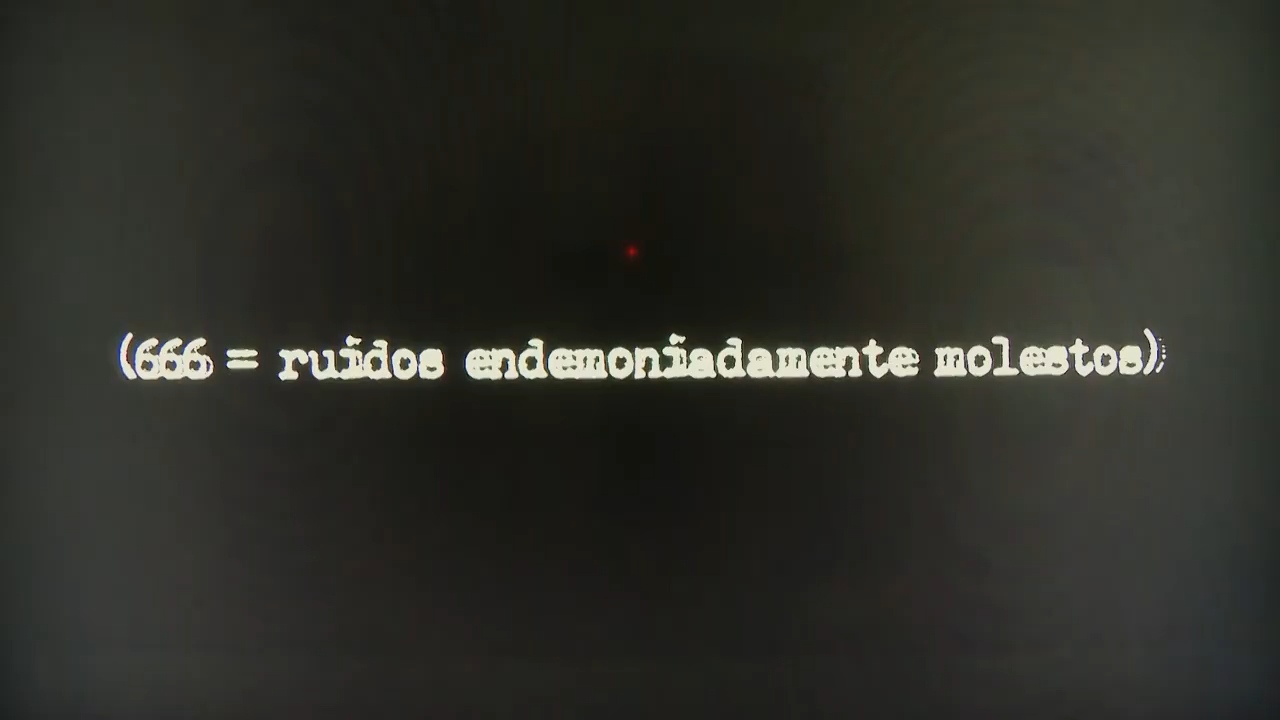 (666 = ruidos endemoniadamente molestos);